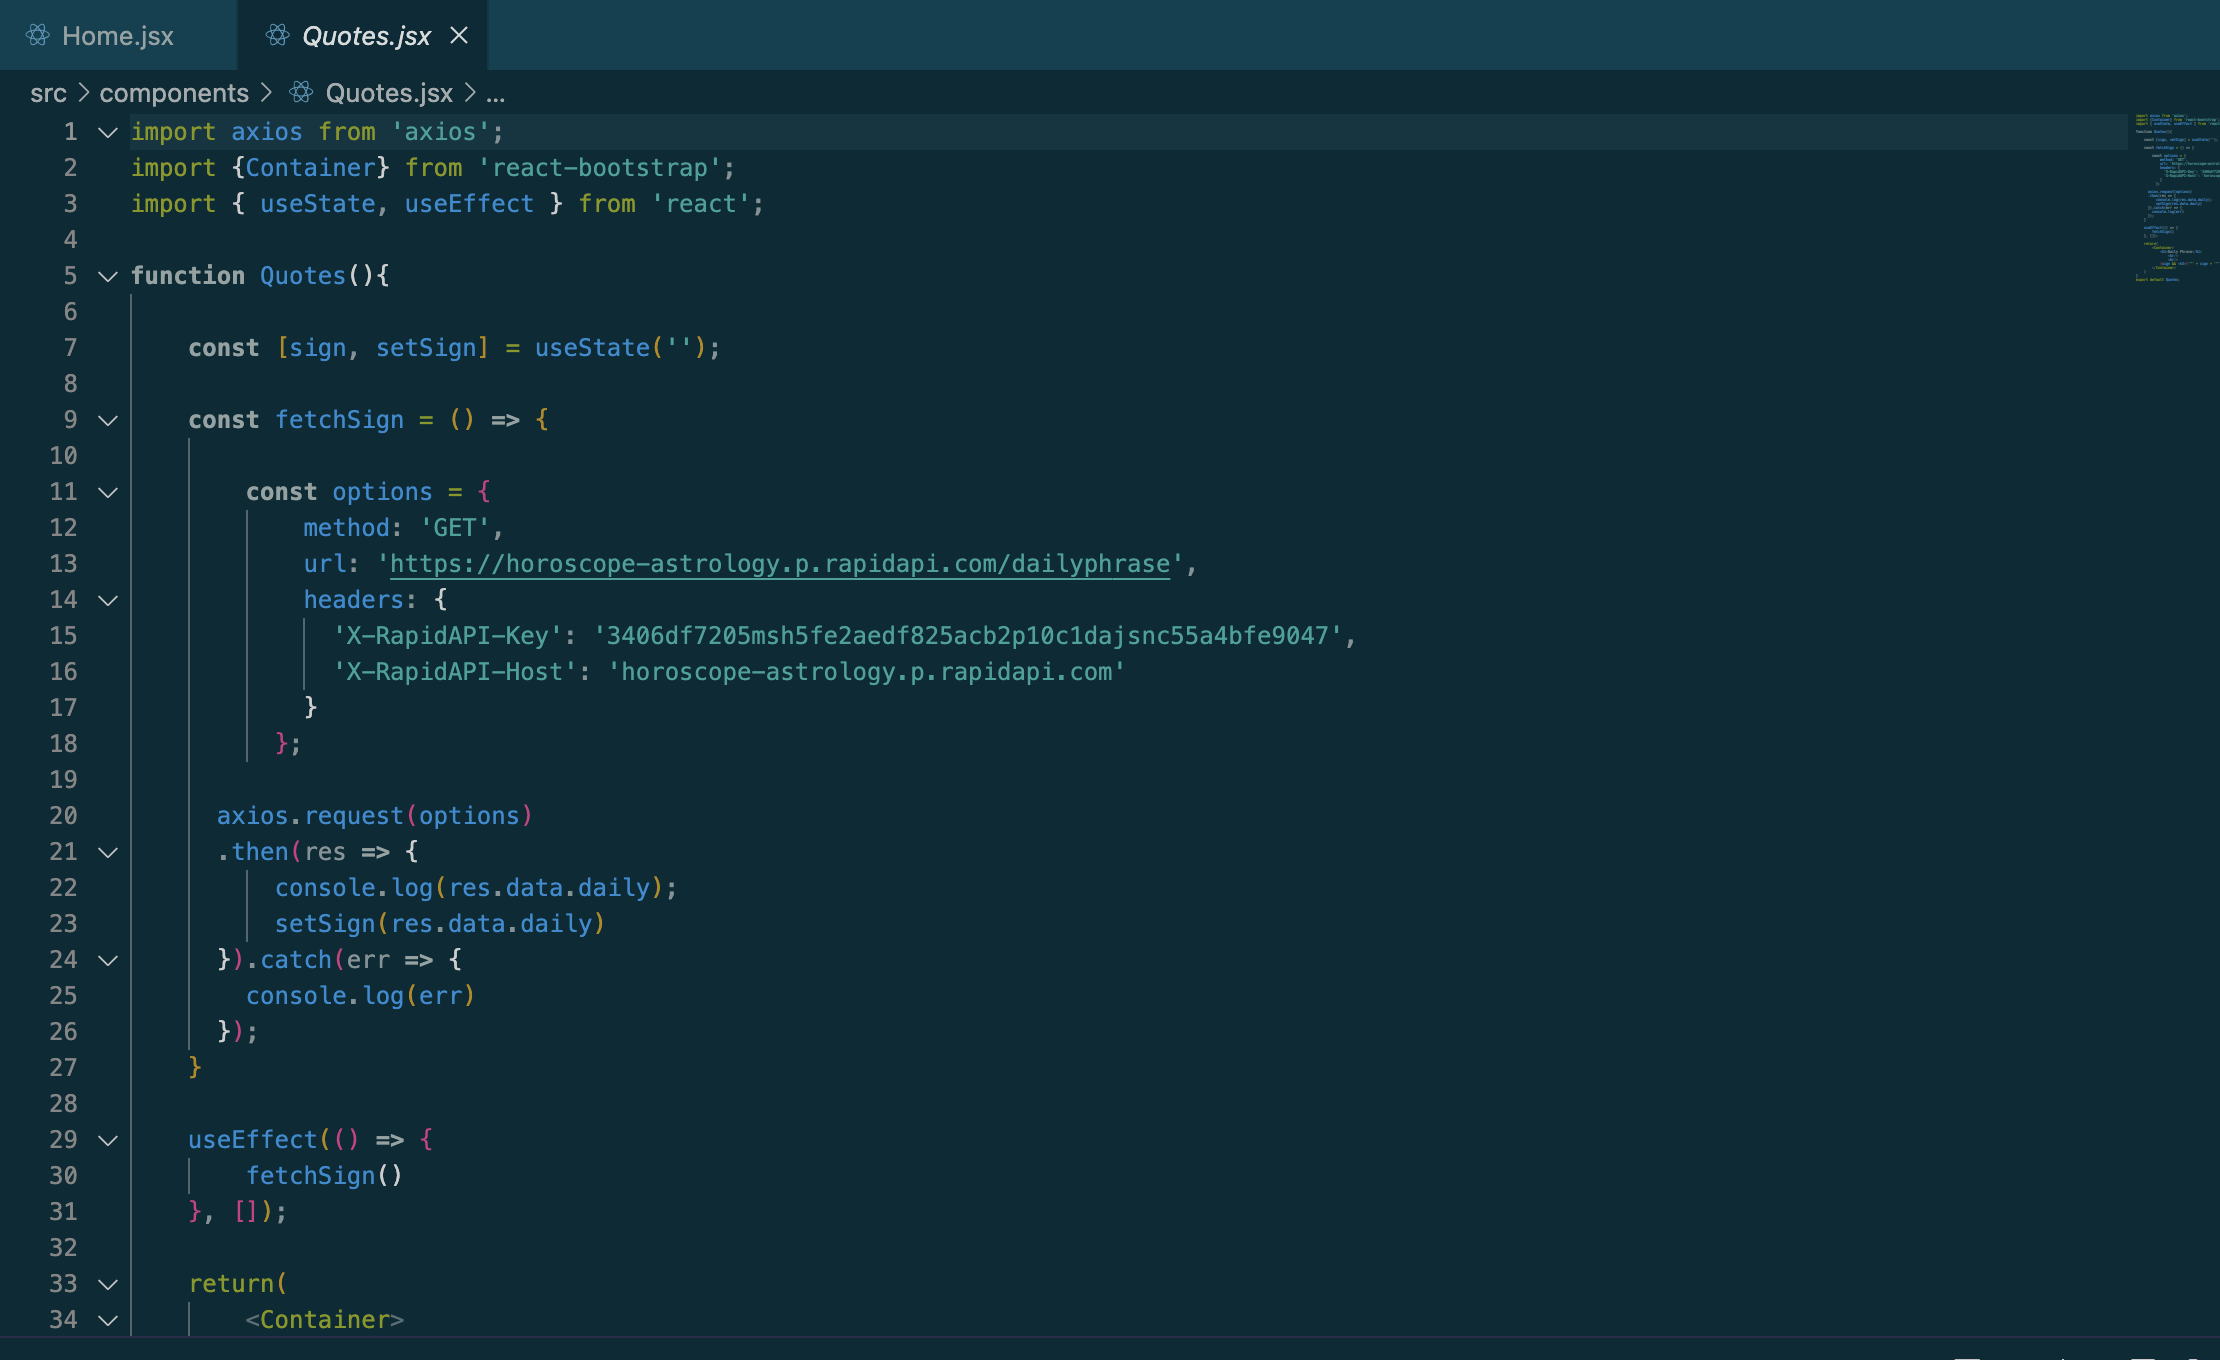 Home.jsx
Quotes.jsx
src > components > Quotes.jsx > ...
1 import axios from 'axios';
2 import {Container} from 'react-bootstrap';
3 import { useState, useEffect } from 'react';
4
5 function Quotes(){
6
7 const [sign, setSign] = useState('');
8
9 const fetchSign = () => {
10
11 const options = {
12 method: 'GET',
13 url: 'https://horoscope-astrology.p.rapidapi.com/dailyphrase',
14 headers: {
15 'X-RapidAPI-Key': '3406df7205msh5fe2aedf825acb2p10c1dajsnc55a4bfe9047',
16 'X-RapidAPI-Host': 'horoscope-astrology.p.rapidapi.com'
17 }
18 };
19
20 axios.request(options)
21 .then(res => {
22 console.log(res.data.daily);
23 setSign(res.data.daily)
24 }).catch(err => {
25 console.log(err)
26 });
27 }
28
29 useEffect(() => {
30 fetchSign()
31 }, []);
32
33 return(
34 <Container>